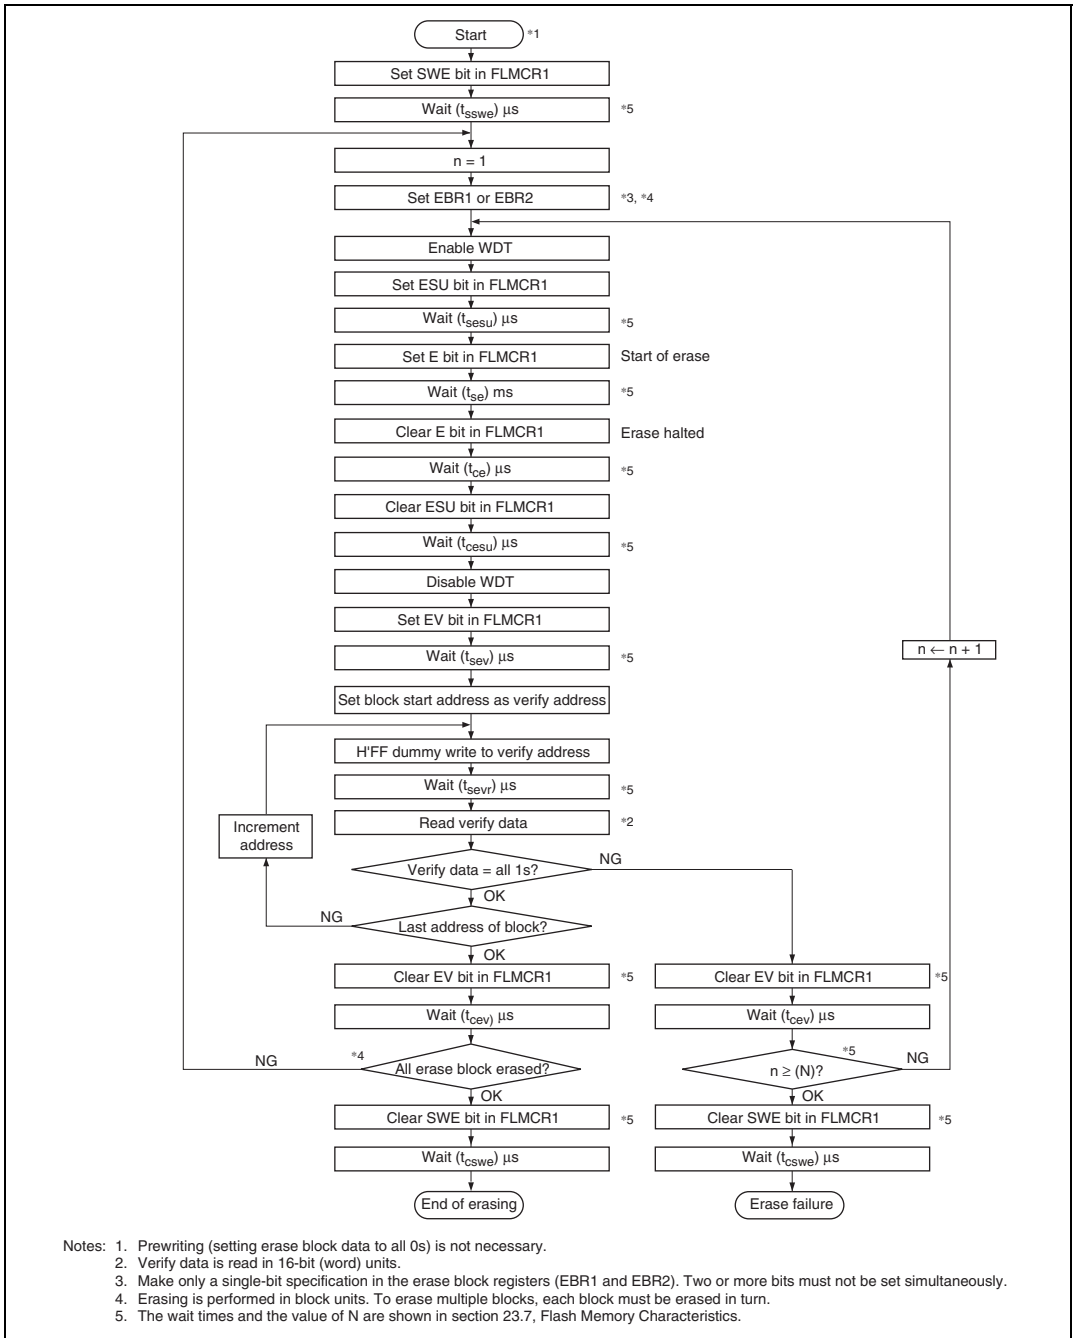 Start *1
Set SWE bit in FLMCR1
Wait (tsswe) μs *5
n = 1
Set EBR1 or EBR2 *3, *4
Enable WDT
Set ESU bit in FLMCR1
Wait (tsesu) μs *5
Set E bit in FLMCR1 Start of erase
Wait (tse) ms *5
Clear E bit in FLMCR1 Erase halted
Wait (tce) μs *5
Clear ESU bit in FLMCR1
Wait (tcesu) μs *5
Disable WDT
Set EV bit in FLMCR1
n ← n + 1
Wait (tsev) μs *5
Set block start address as verify address
H'FF dummy write to verify address
Wait (tsevr) μs *5
Increment
address
Read verify data *2
Verify data = all 1s? NG
OK
NG Last address of block?
OK
Clear EV bit in FLMCR1 *5 Clear EV bit in FLMCR1 *5
Wait (tcev) μs Wait (tcev) μs
NG *4 All erase block erased? n ≥ (N)? *5 NG
OK OK
Clear SWE bit in FLMCR1 *5 Clear SWE bit in FLMCR1 *5
Wait (tcswe) μs Wait (tcswe) μs
End of erasing Erase failure
Notes: 1. Prewriting (setting erase block data to all 0s) is not necessary.
2. Verify data is read in 16-bit (word) units.
3. Make only a single-bit specification in the erase block registers (EBR1 and EBR2). Two or more bits must not be set simultaneously.
4. Erasing is performed in block units. To erase multiple blocks, each block must be erased in turn.
5. The wait times and the value of N are shown in section 23.7, Flash Memory Characteristics.